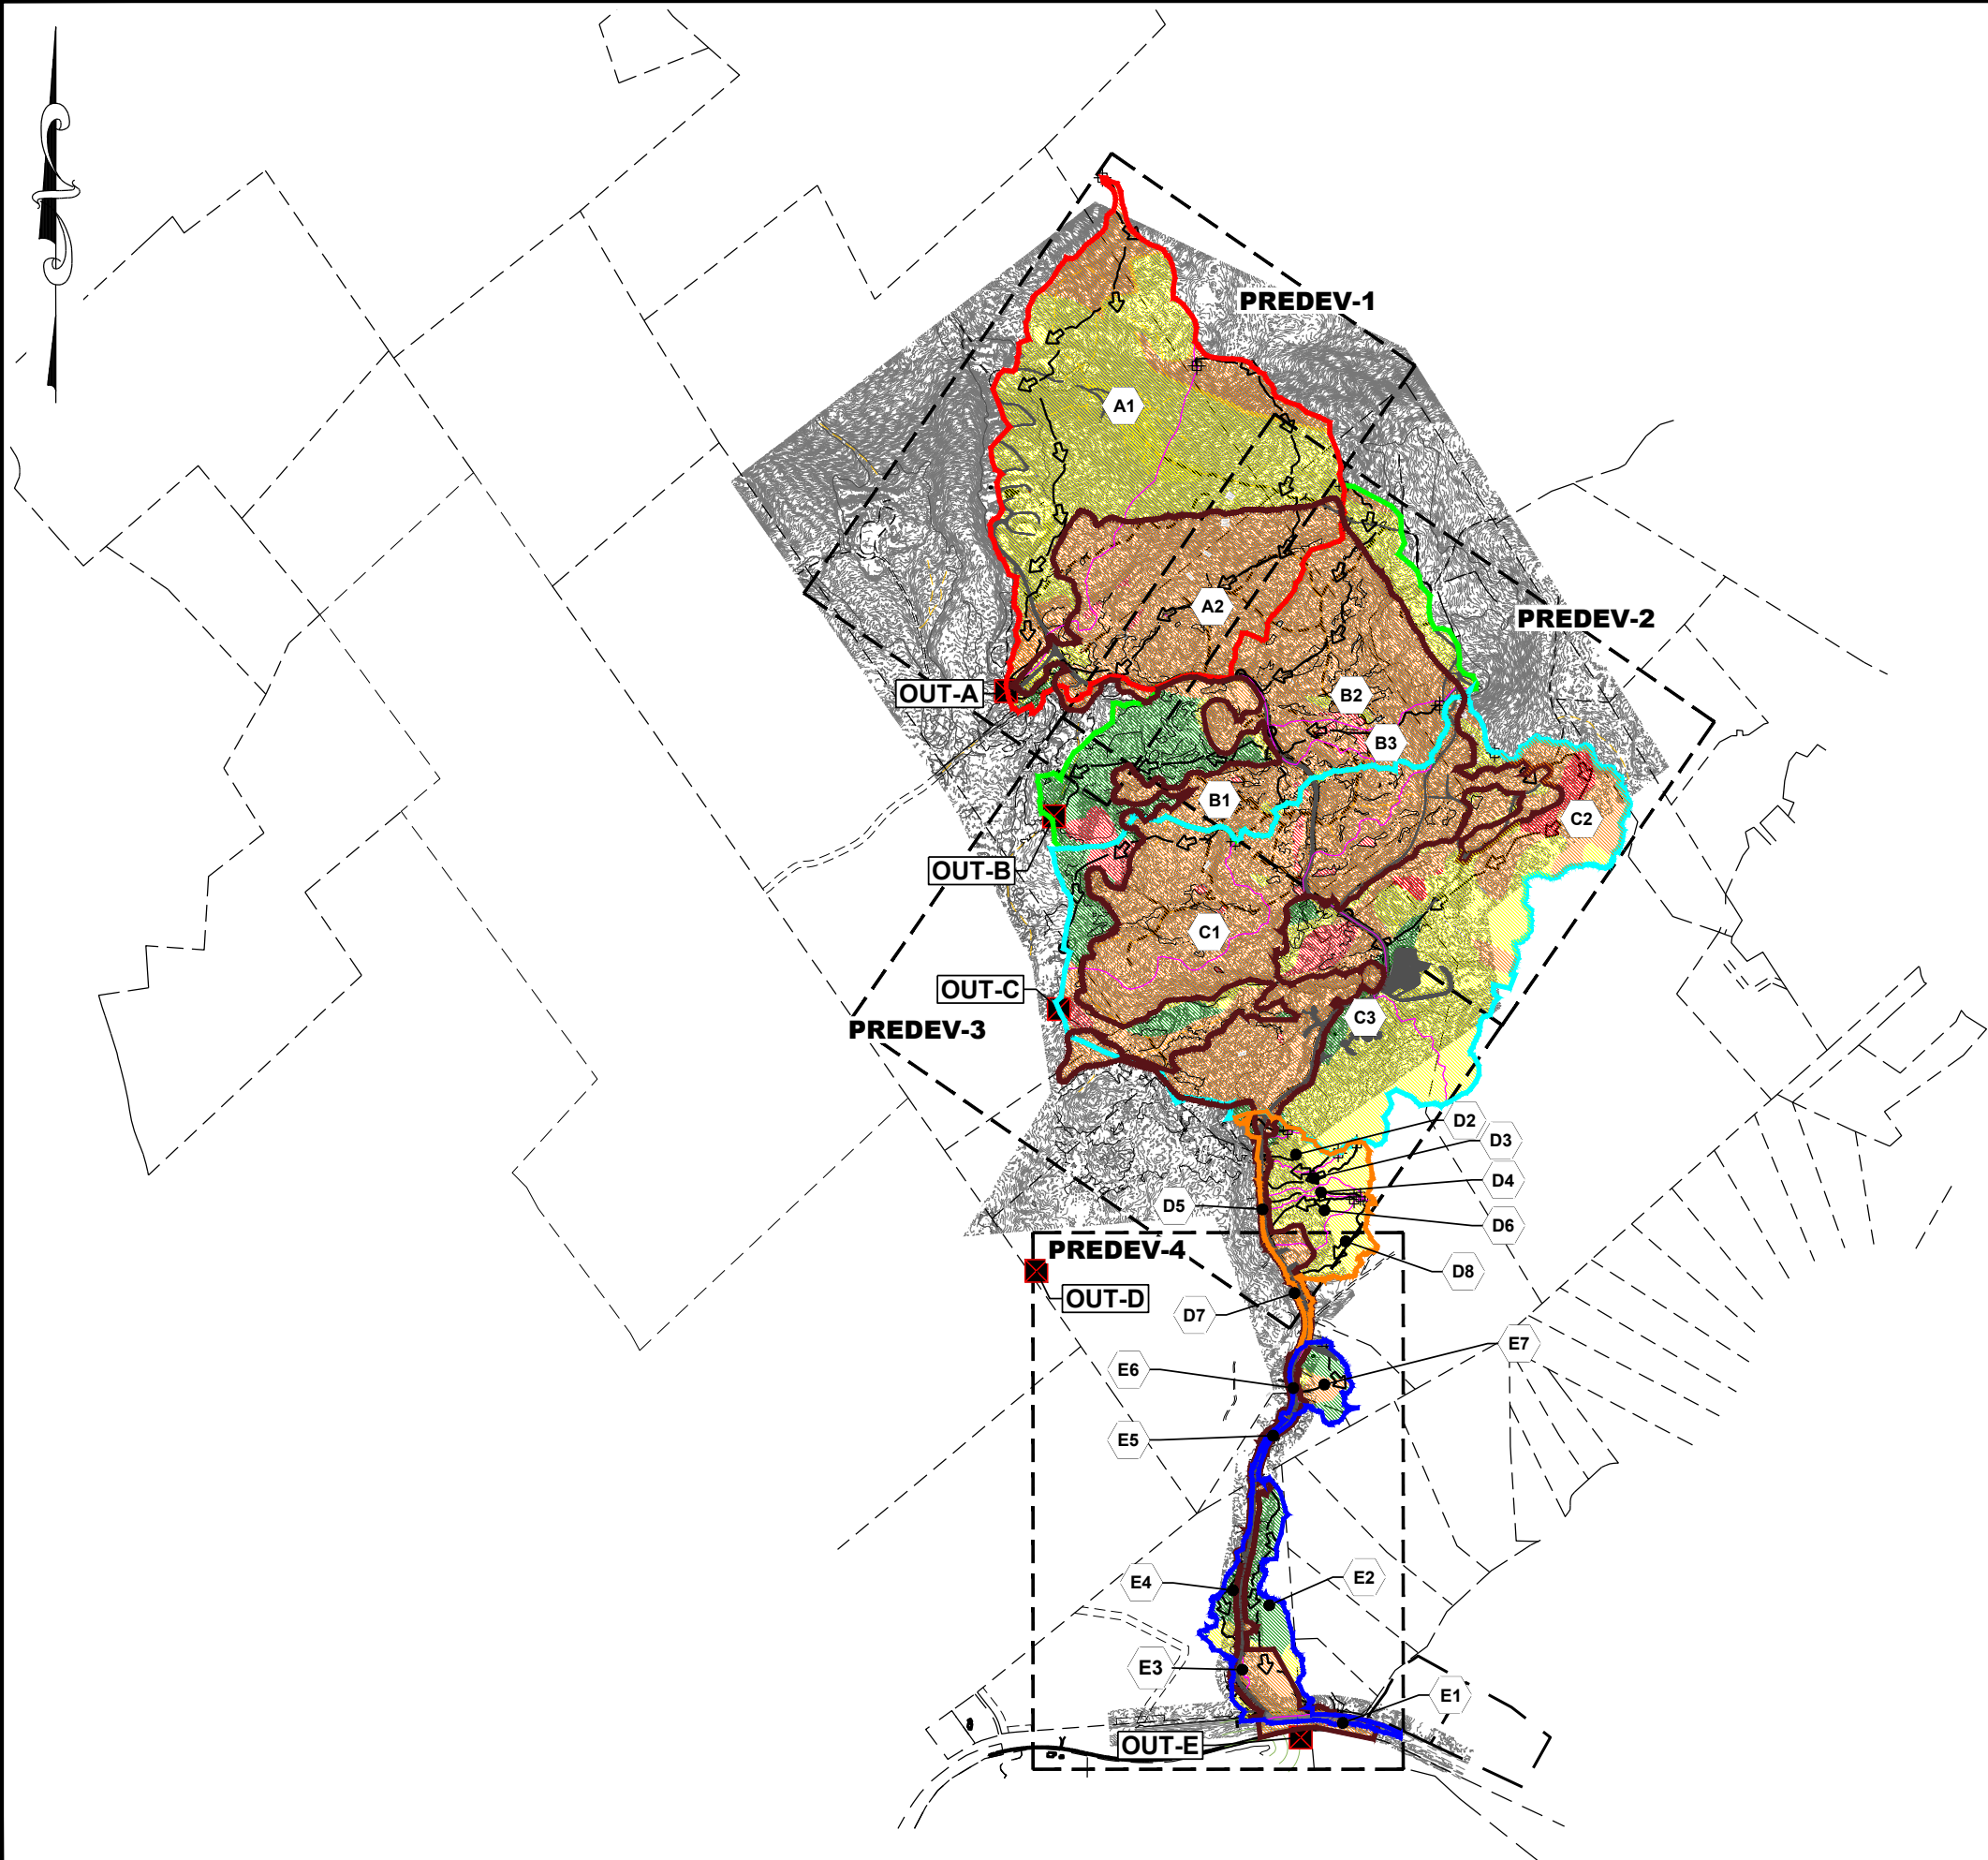 PREDEV-1
A1
A2
PREDEV-2
OUT-A
B2
B3
B1
C2
OUT-B
C1
OUT-C
C3
PREDEV-3
D2
D3
D4
D5
D6
PREDEV-4
D8
OUT-D
D7
E7
E6
E5
E4
E2
E3
E1
OUT-E